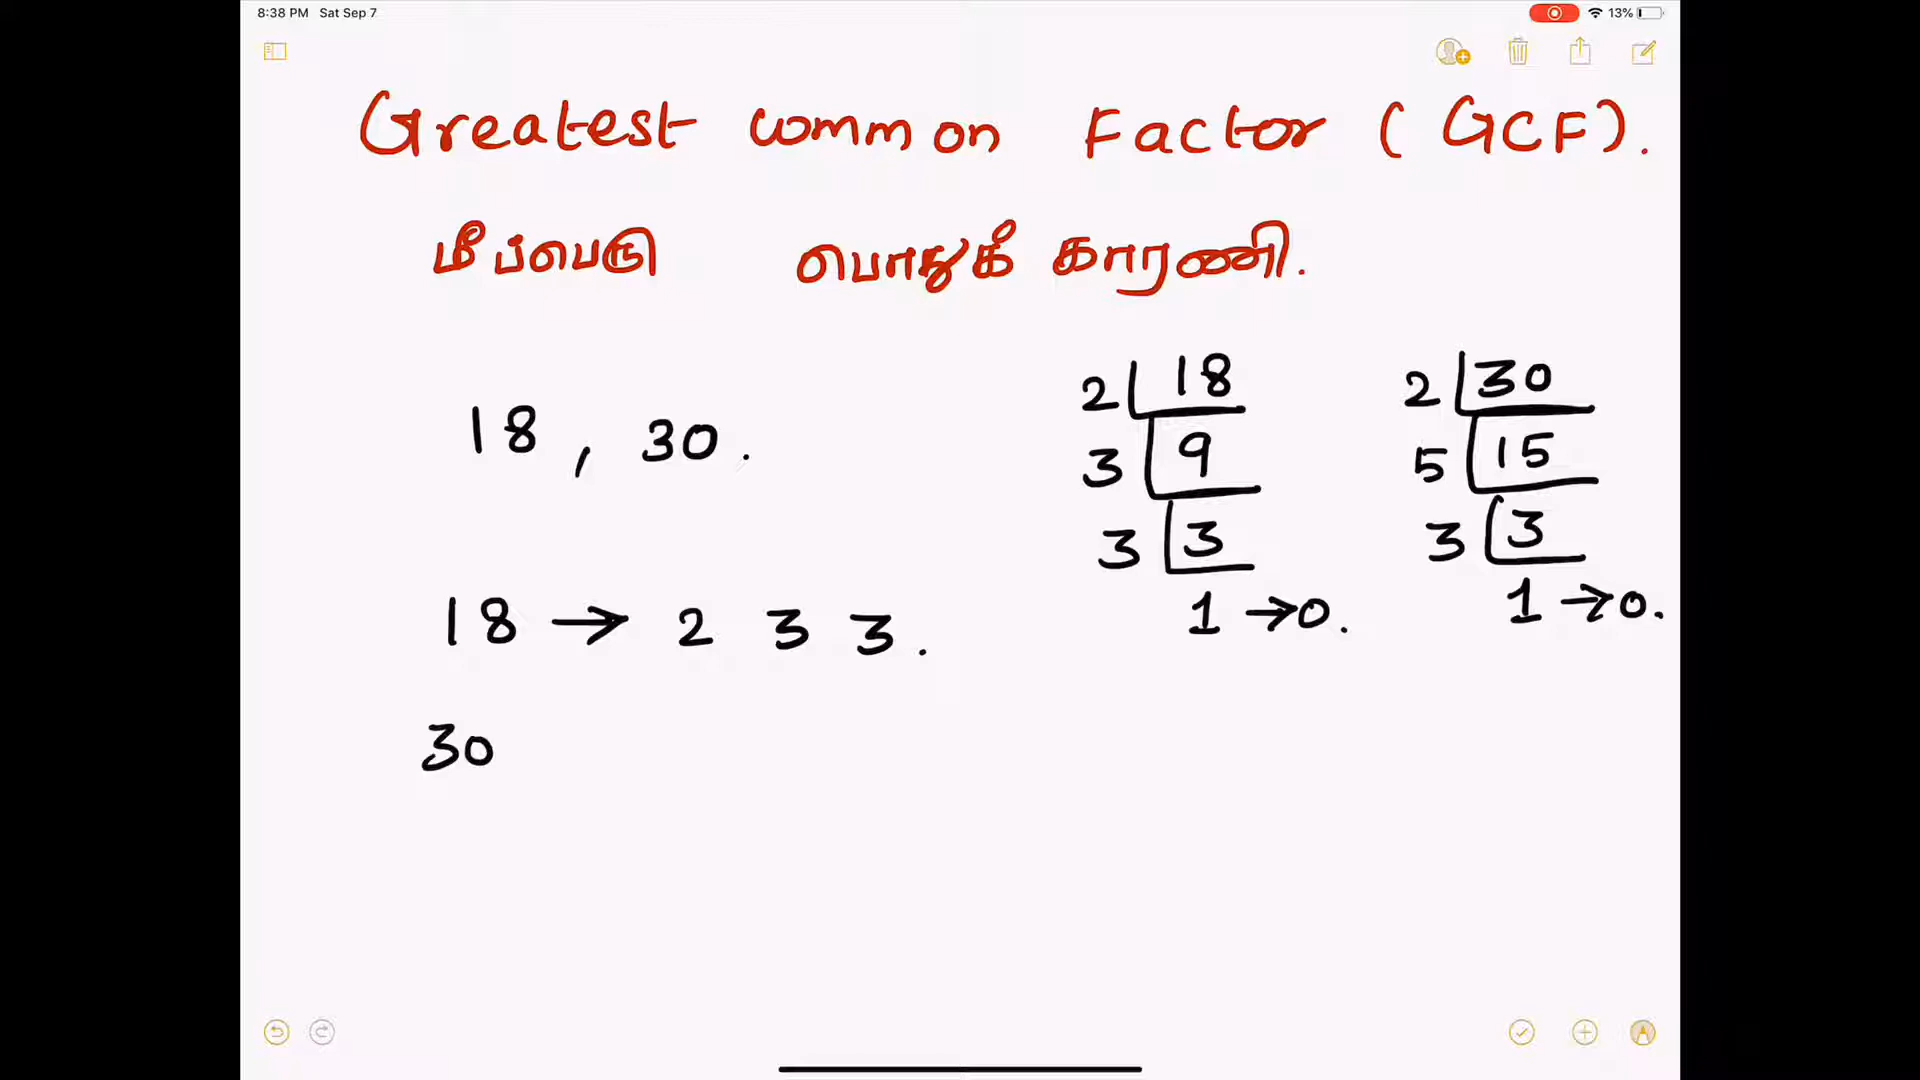 8:38 PM Sat Sep 7 13%
Greatest common Factor (GCF).
மீப்பெரு பொதுக் காரணி.
2 18 2 30
18 , 30 .
3 9 5 15
3 3 3 3
1 →0. 1 →0.
18 → 2 3 3 .
30